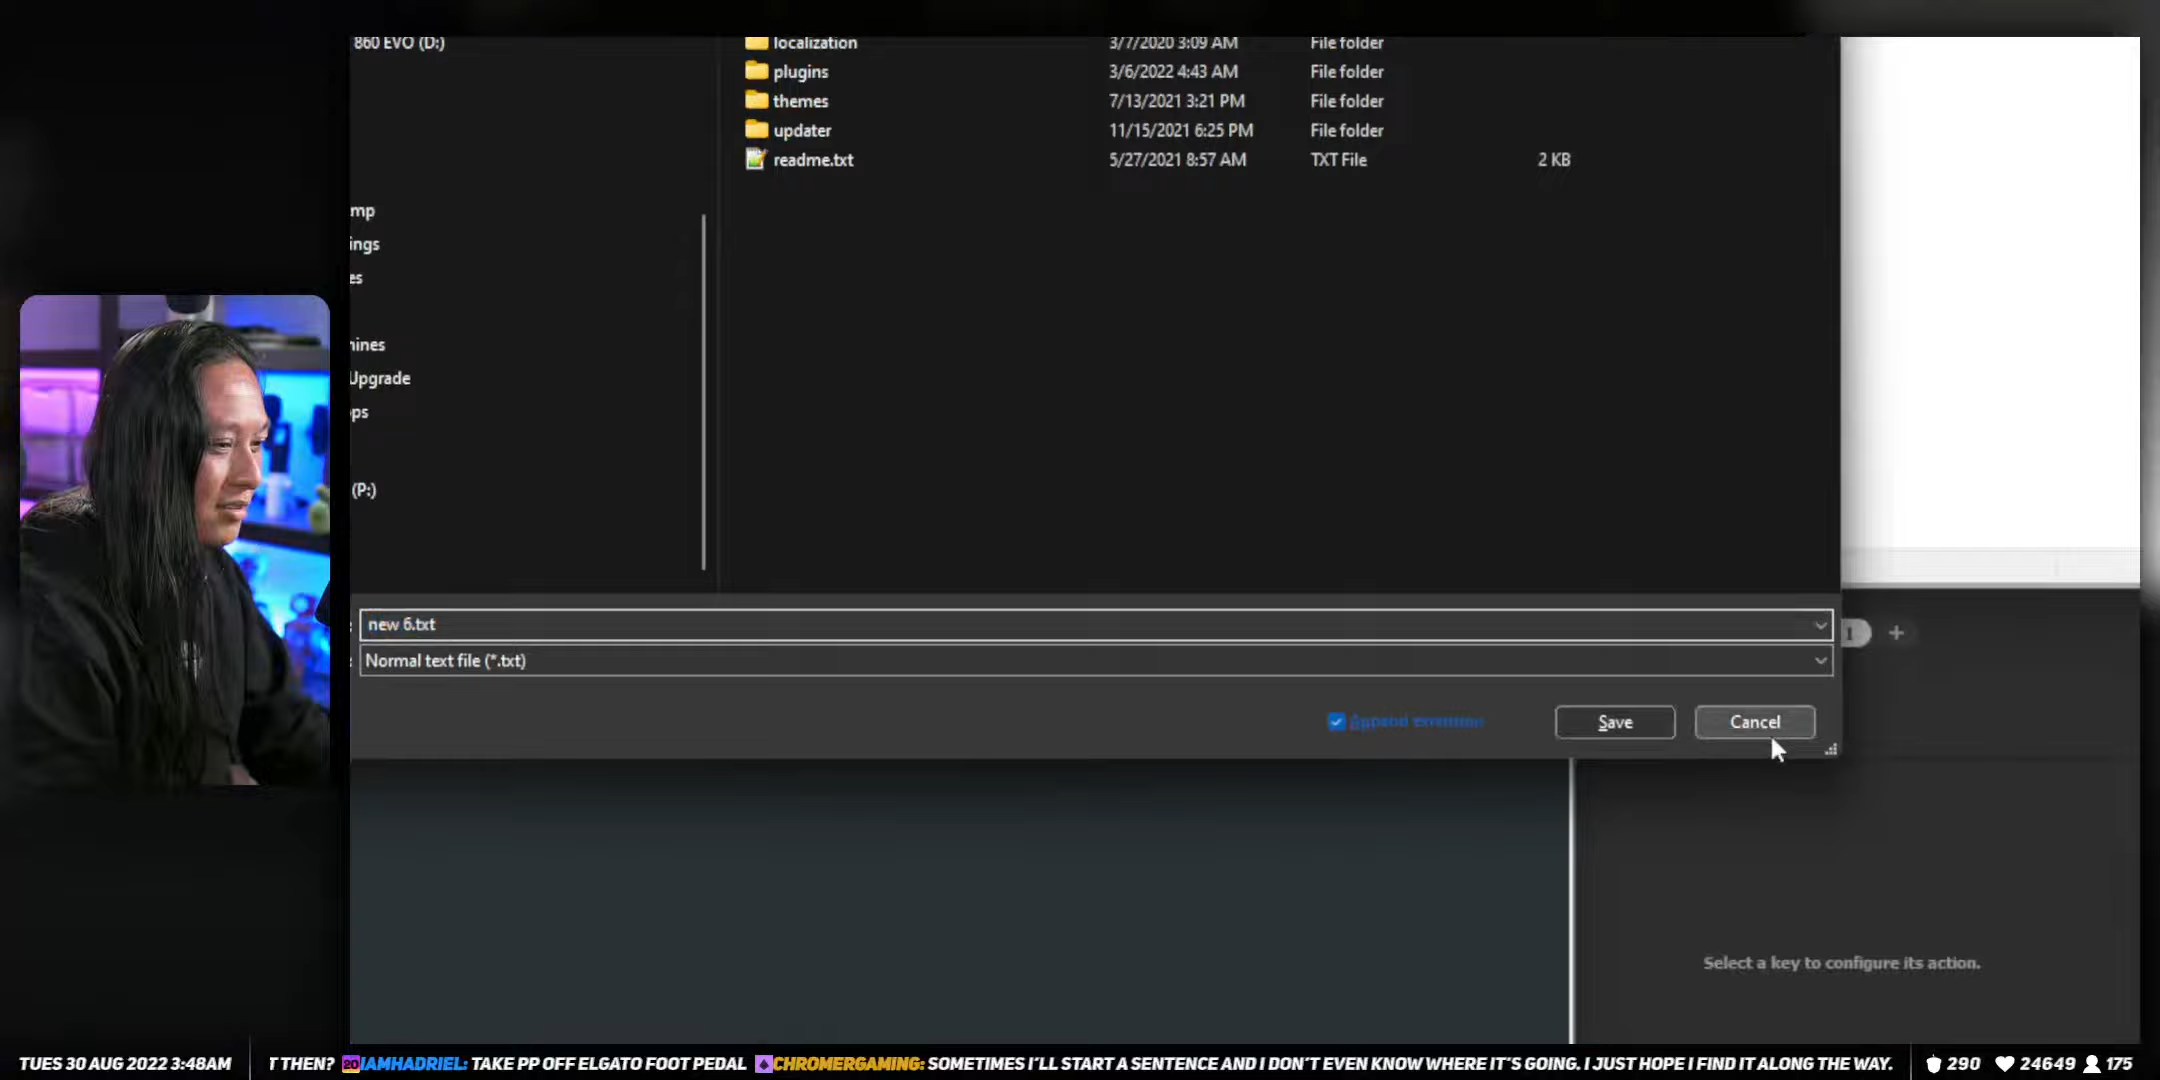 860 EVO (D:)
localization 3/7/2020 3:09 AM File folder
plugins 3/6/2022 4:43 AM File folder
themes 7/13/2021 3:21 PM File folder
updater 11/15/2021 6:25 PM File folder
readme.txt 5/27/2021 8:57 AM TXT File 2 KB
mp
ings
es
nines
Upgrade
ps
(P:)
new 6.txt
Normal text file (*.txt)
Append extension Save Cancel
1 +
Select a key to configure its action.
TUES 30 AUG 2022 3:48AM T THEN? 20 IAMHADRIEL: TAKE PP OFF ELGATO FOOT PEDAL CHROMERGAMING: SOMETIMES I'LL START A SENTENCE AND I DON'T EVEN KNOW WHERE IT'S GOING. I JUST HOPE I FIND IT ALONG THE WAY. 290 24649 175